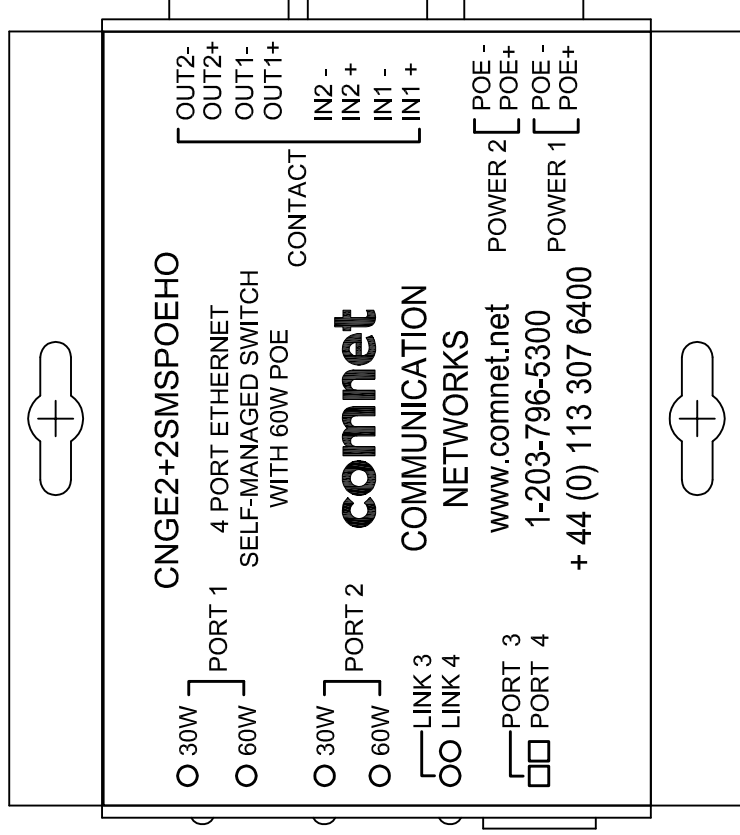 OUT2-
OUT2+
OUT1-
OUT1+
IN2 -
IN2 +
IN1 -
IN1 +
CONTACT
POE -
POE+
POWER 2
POE -
POE+
POWER 1
CNGE2+2SMSPOEHO
4 PORT ETHERNET
SELF-MANAGED SWITCH
WITH 60W POE
comnet
COMMUNICATION
NETWORKS
www.comnet.net
1-203-796-5300
+ 44 (0) 113 307 6400
30W
60W
PORT 1
30W
60W
PORT 2
LINK 3
LINK 4
PORT 3
PORT 4